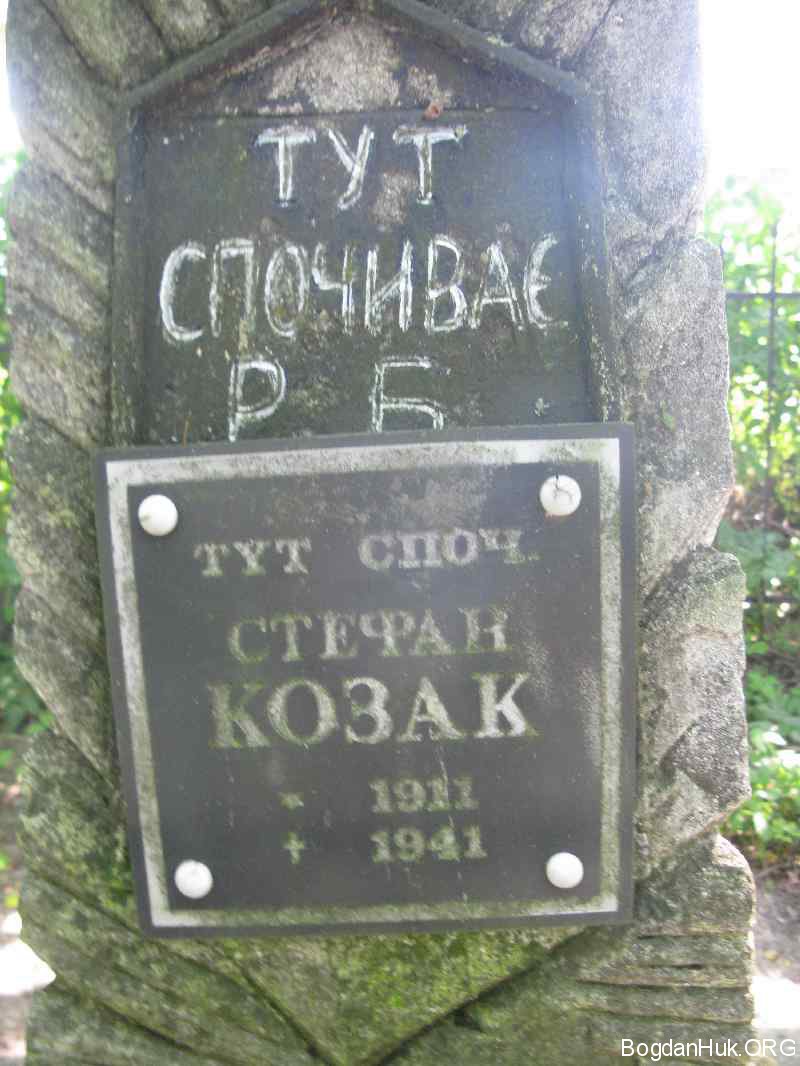 ТУТ
СПОЧИВАЄ
Р. Б.
ТУТ СПОЧ.
СТЕФАН
КОЗАК
* 1911
† 1941
BogdanHuk.ORG